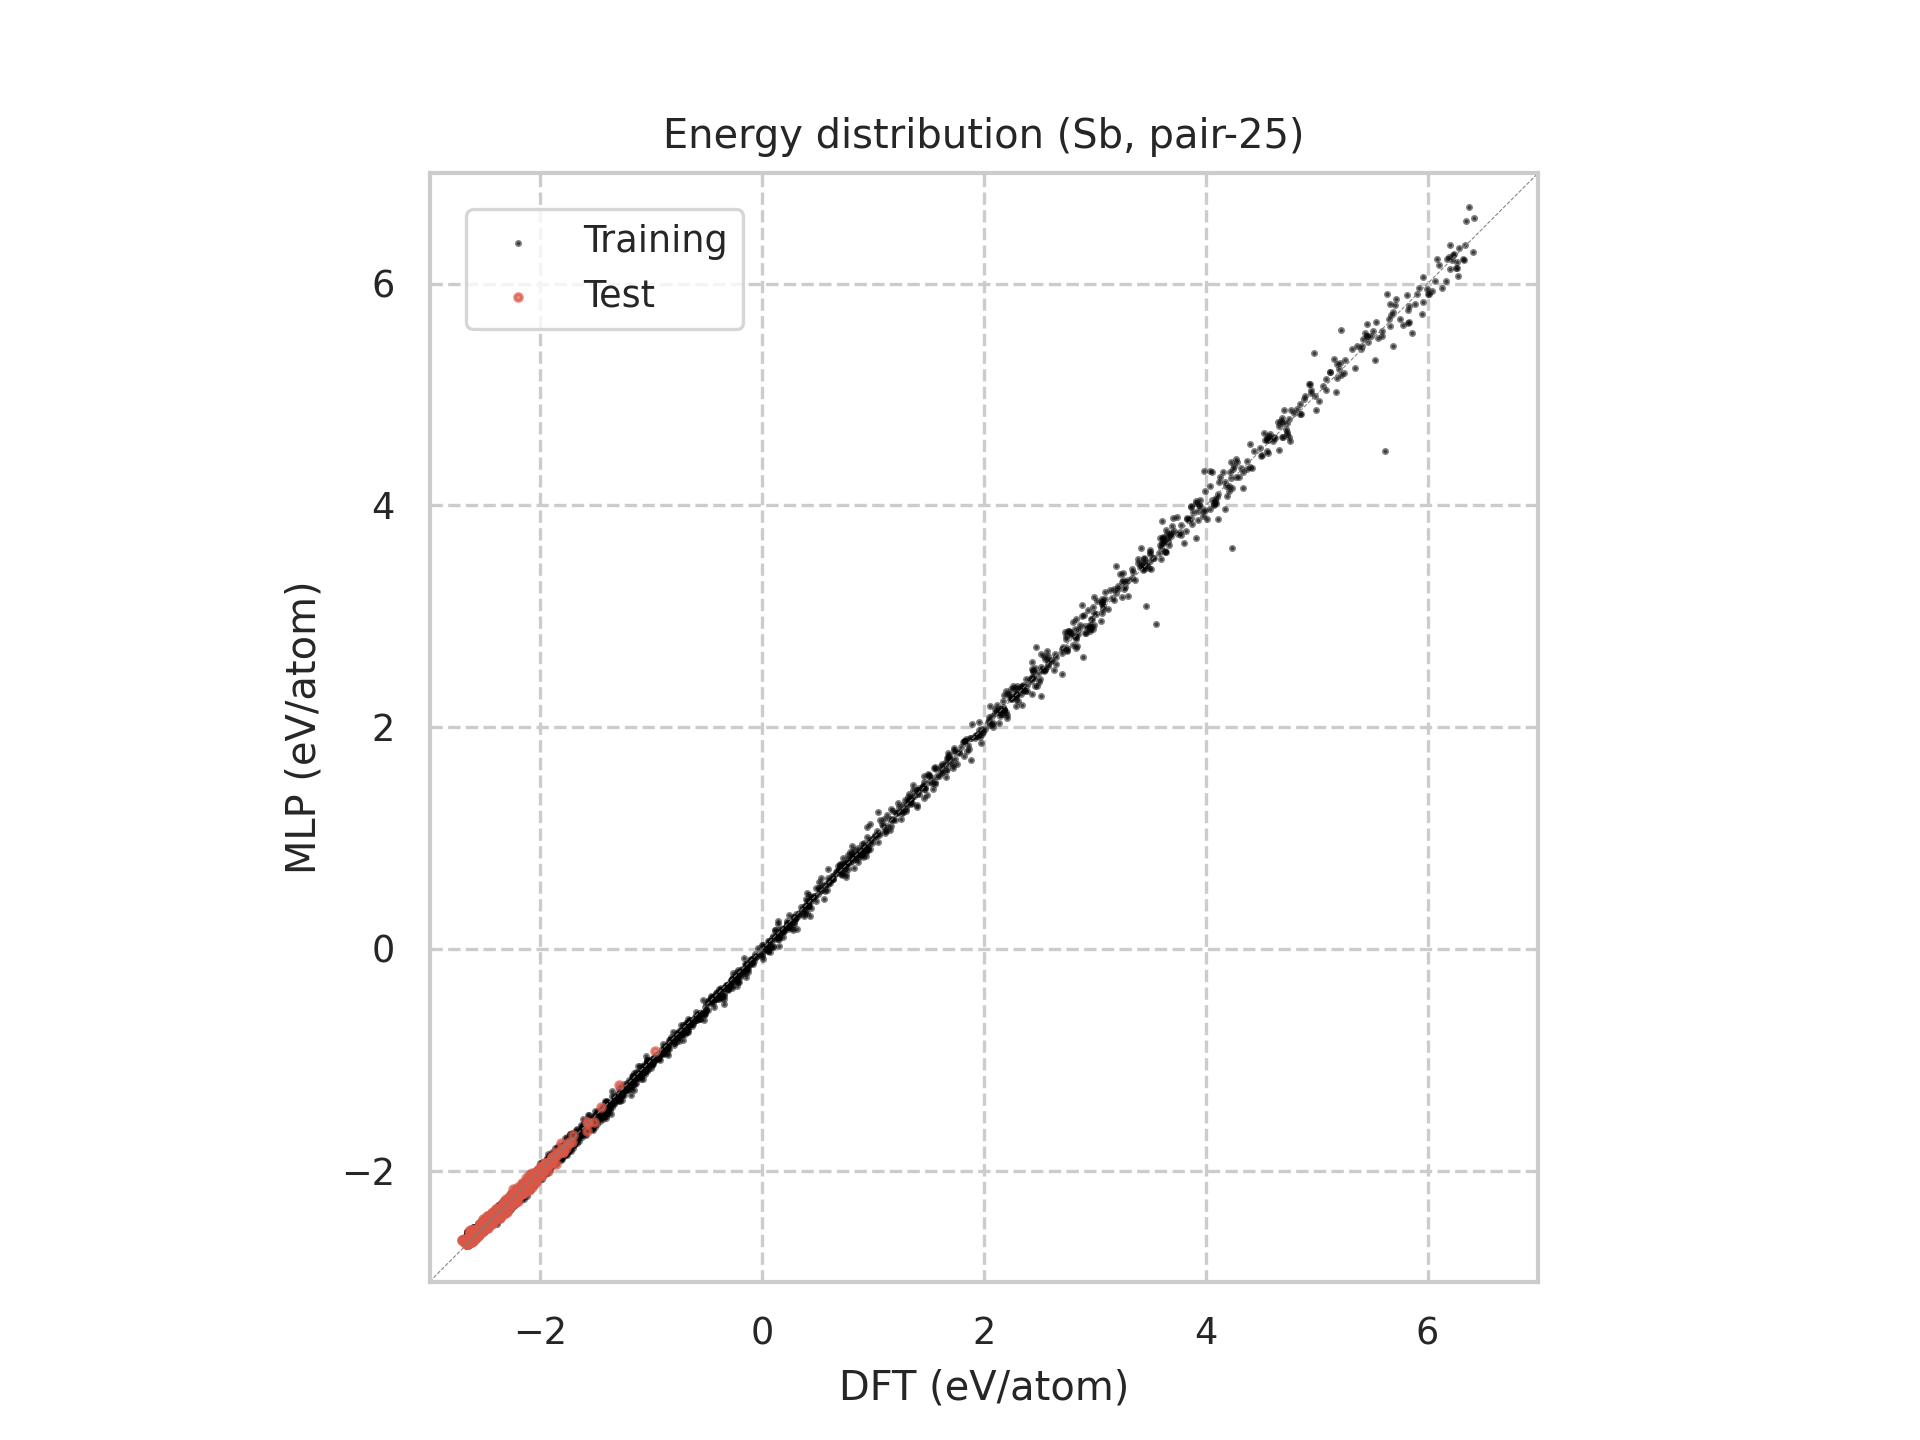 Energy distribution (Sb, pair-25)
Training
Test
6
4
2
0
−2
MLP (eV/atom)
−2 0 2 4 6
DFT (eV/atom)